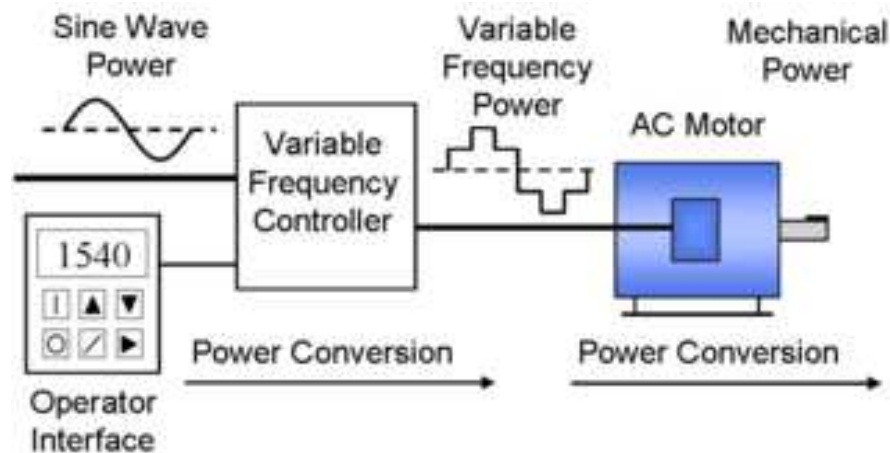 Sine Wave
Power
Variable
Frequency
Power
Mechanical
Power
AC Motor
Variable
Frequency
Controller
1540
Power Conversion
Power Conversion
Operator
Interface